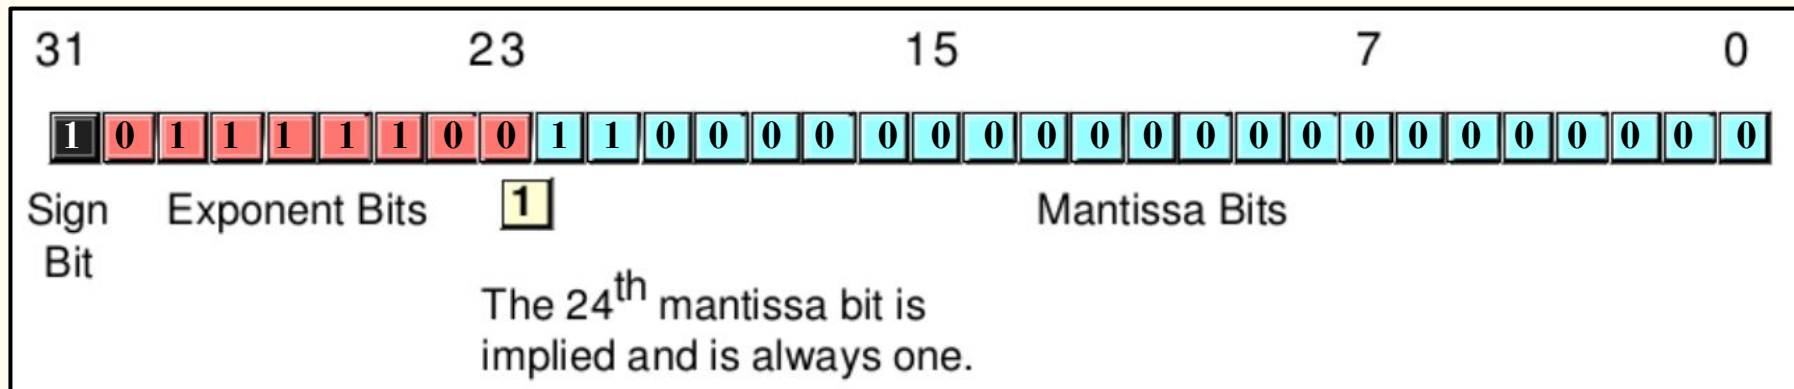 31 23 15 7 0
1 0 1 1 1 1 1 0 0 1 1 0 0 0 0 0 0 0 0 0 0 0 0 0 0 0 0 0 0 0 0 0
Sign Exponent Bits 1 Mantissa Bits
Bit
The 24th mantissa bit is
implied and is always one.